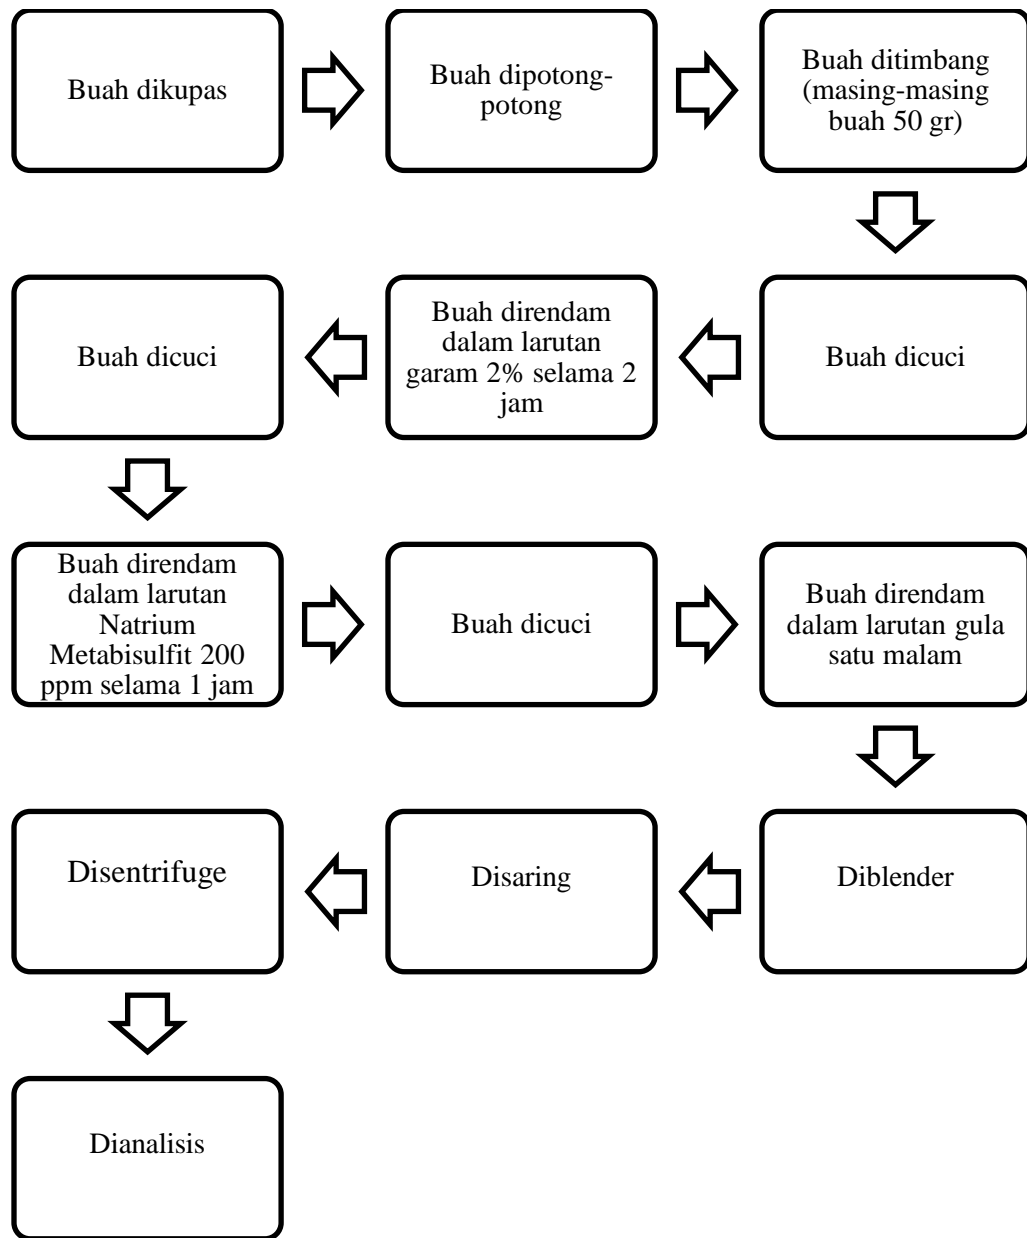 Buah dikupas
Buah dipotong-
potong
Buah ditimbang
(masing-masing
buah 50 gr)
Buah dicuci
Buah direndam
dalam larutan
garam 2% selama 2
jam
Buah dicuci
Buah direndam
dalam larutan
Natrium
Metabisulfit 200
ppm selama 1 jam
Buah dicuci
Buah direndam
dalam larutan gula
satu malam
Diblender
Disaring
Disentrifuge
Dianalisis